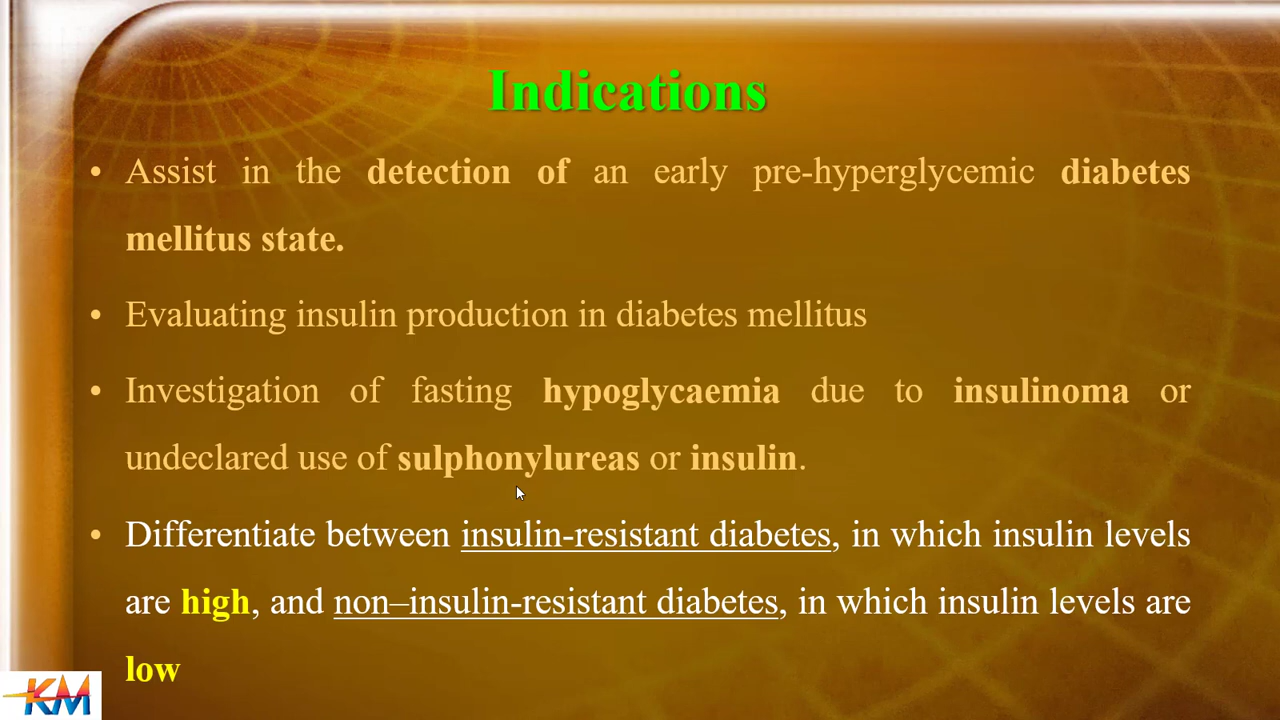 Indications
• Assist in the detection of an early pre-hyperglycemic diabetes
mellitus state.
• Evaluating insulin production in diabetes mellitus
• Investigation of fasting hypoglycaemia due to insulinoma or
undeclared use of sulphonylureas or insulin.
• Differentiate between insulin-resistant diabetes, in which insulin levels
are high, and non–insulin-resistant diabetes, in which insulin levels are
low
KM